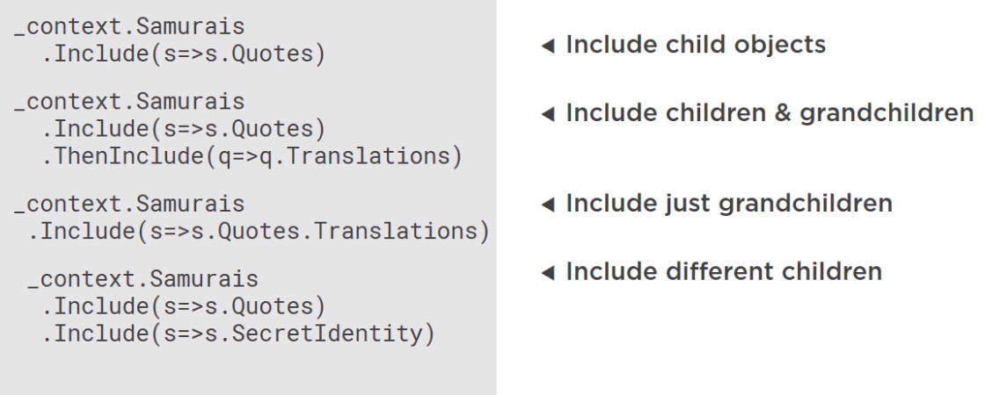 _context.Samurais
.Include(s=>s.Quotes)
◄ Include child objects
_context.Samurais
.Include(s=>s.Quotes)
.ThenInclude(q=>q.Translations)
◄ Include children & grandchildren
_context.Samurais
.Include(s=>s.Quotes.Translations)
◄ Include just grandchildren
_context.Samurais
.Include(s=>s.Quotes)
.Include(s=>s.SecretIdentity)
◄ Include different children